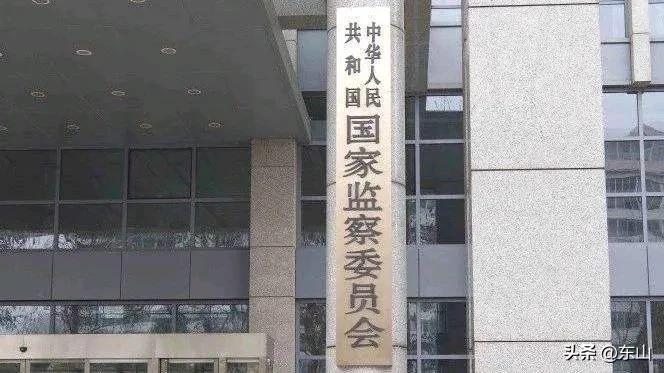 中华人民
共和国
国家监察委员会
头条 @东山